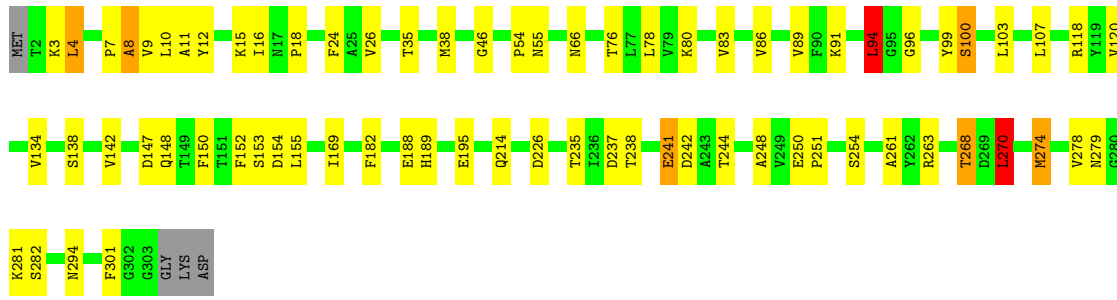 MET T2 K3 L4 P7 A8 V9 L10 A11 Y12 K15 I16 N17 P18 F24 A25 V26 T35 M38 G46 P54 N55 N66 T76 L77 L78 V79 K80 V83 V86 V89 F90 K91 L94 G95 G96 Y99 S100 L103 L107 R118 Y119 V120
V134 S138 V142 D147 Q148 T149 F150 T151 F152 S153 D154 L155 I169 F182 E188 H189 E195 Q214 D226 T235 I236 D237 T238 E241 D242 A243 T244 A248 V249 E250 P251 S254 A261 Y262 R263 T268 D269 L270 M274 V278 N279 G280
K281 S282 N294 F301 G302 G303 GLY LYS ASP